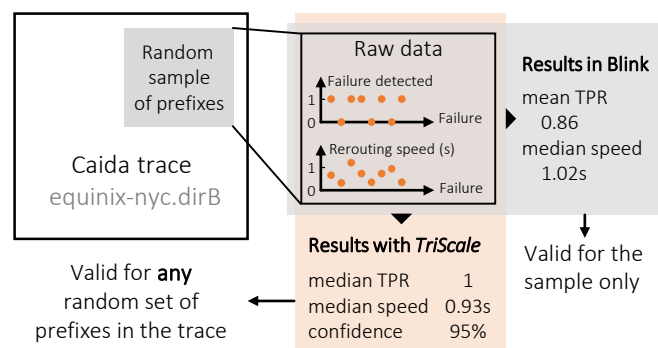 Random
sample
of prefixes
Caida trace
equinix-nyc.dirB
Raw data
Failure detected
1
0
Failure
Rerouting speed (s)
1
0
Failure
Results in Blink
mean TPR
0.86
median speed
1.02s
Valid for the
sample only
Results with TriScale
median TPR 1
median speed 0.93s
confidence 95%
Valid for any
random set of
prefixes in the trace